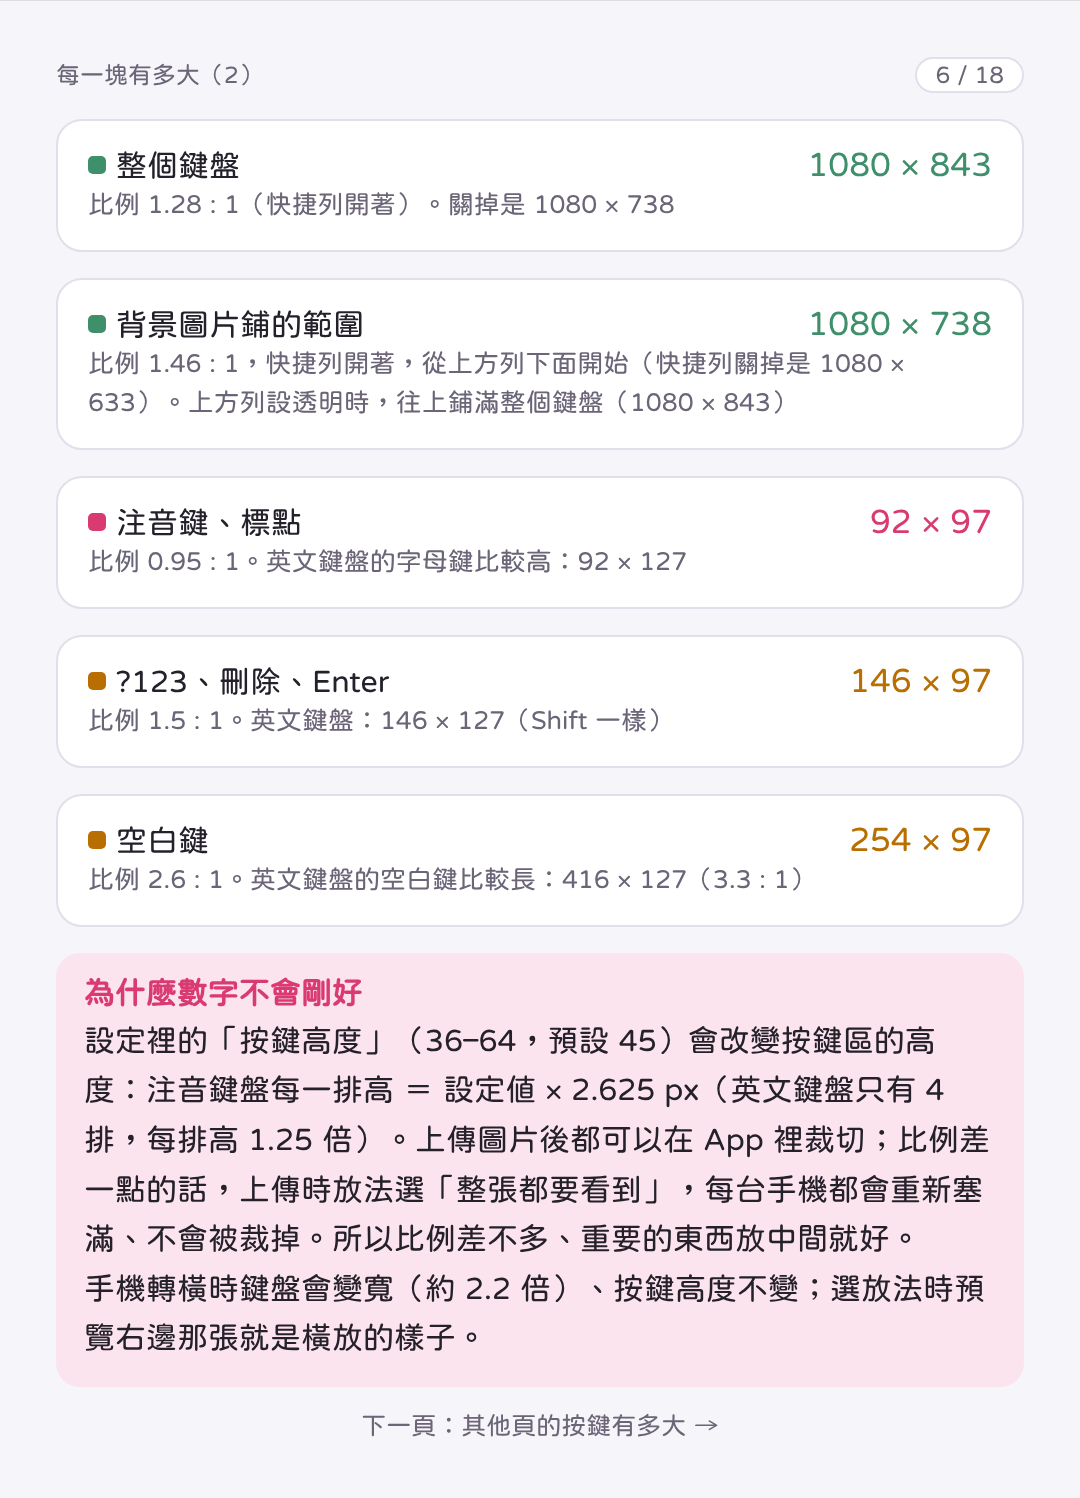 每一塊有多大（2）
6 / 18
整個鍵盤
1080 × 843
比例 1.28 : 1（快捷列開著）。關掉是 1080 × 738
背景圖片鋪的範圍
1080 × 738
比例 1.46 : 1，快捷列開著，從上方列下面開始（快捷列關掉是 1080 ×
633）。上方列設透明時，往上鋪滿整個鍵盤（1080 × 843）
注音鍵、標點
92 × 97
比例 0.95 : 1。英文鍵盤的字母鍵比較高：92 × 127
?123、刪除、Enter
146 × 97
比例 1.5 : 1。英文鍵盤：146 × 127（Shift 一樣）
空白鍵
254 × 97
比例 2.6 : 1。英文鍵盤的空白鍵比較長：416 × 127（3.3 : 1）
為什麼數字不會剛好
設定裡的「按鍵高度」（36–64，預設 45）會改變按鍵區的高
度：注音鍵盤每一排高 ＝ 設定值 × 2.625 px（英文鍵盤只有 4
排，每排高 1.25 倍）。上傳圖片後都可以在 App 裡裁切；比例差
一點的話，上傳時放法選「整張都要看到」，每台手機都會重新塞
滿、不會被裁掉。所以比例差不多、重要的東西放中間就好。
手機轉橫時鍵盤會變寬（約 2.2 倍）、按鍵高度不變；選放法時預
覽右邊那張就是橫放的樣子。
下一頁：其他頁的按鍵有多大 →